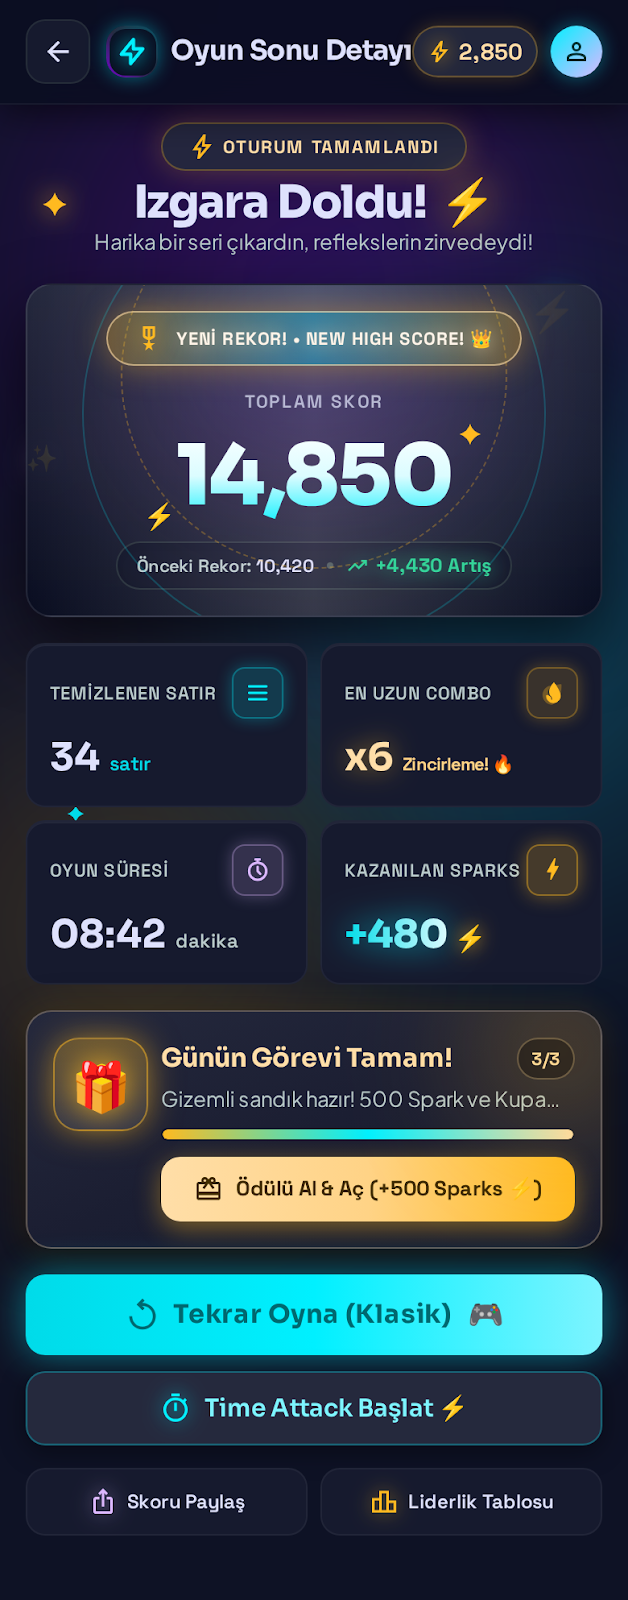 Oyun Sonu Detayı
2,850
OTURUM TAMAMLANDI
Izgara Doldu! ⚡
Harika bir seri çıkardın, reflekslerin zirvedeydi!
YENİ REKOR! • NEW HIGH SCORE! 👑
TOPLAM SKOR
14,850
Önceki Rekor: 10,420 • +4,430 Artış
TEMİZLENEN SATIR
34 satır
EN UZUN COMBO
x6 Zincirleme! 🔥
OYUN SÜRESİ
08:42 dakika
KAZANILAN SPARKS
+480 ⚡
Günün Görevi Tamam!
3/3
Gizemli sandık hazır! 500 Spark ve Kupa...
Ödülü Al & Aç (+500 Sparks ⚡)
Tekrar Oyna (Klasik) 🎮
Time Attack Başlat ⚡
Skoru Paylaş
Liderlik Tablosu